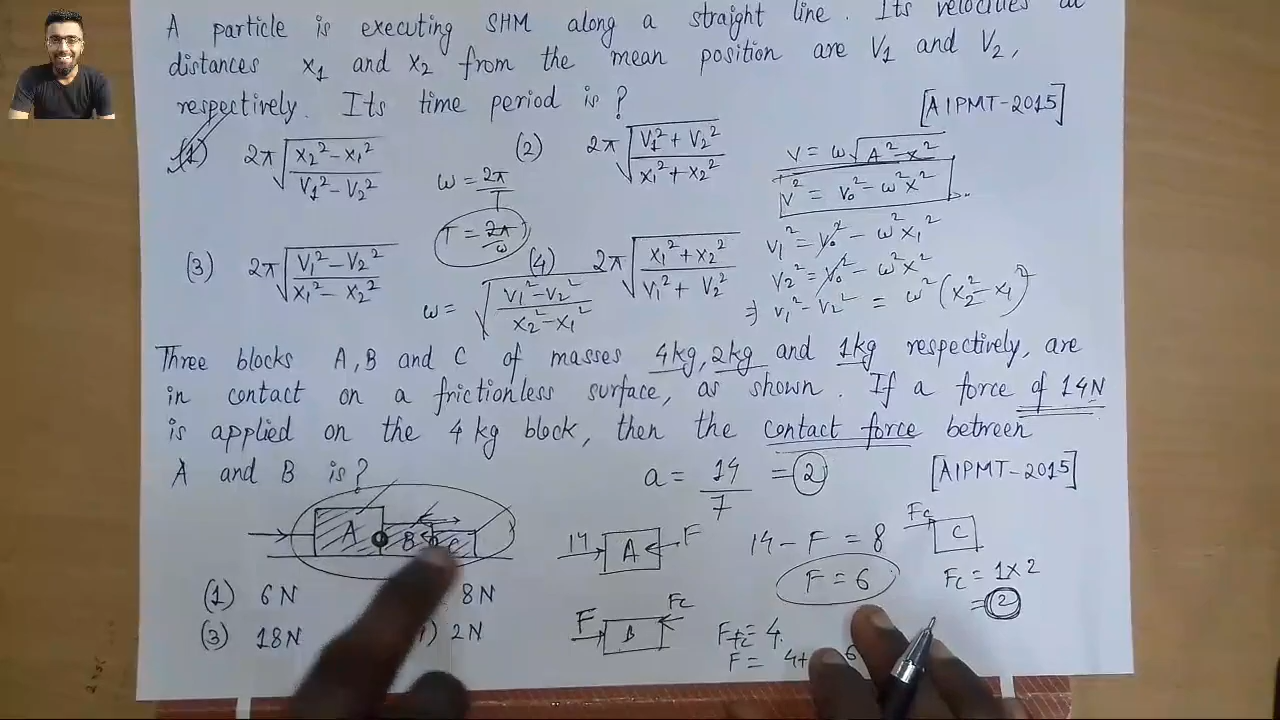 A particle is executing SHM along a straight line. Its velocities at
distances x1 and x2 from the mean position are V1 and V2,
respectively. Its time period is ?
[AIPMT-2015]
(1) 2π√(x2²-x1² / V1²-V2²)
(2) 2π√(V1²+V2² / x1²+x2²)
ω = 2π/T
T = 2π/ω
V = ω√(A²-x²)
V² = V0² - ω²x²
V1² = V0² - ω²x1²
V2² = V0² - ω²x²
⇒ V1² - V2² = ω²(x2²-x1²)
(3) 2π√(V1²-V2² / x1²-x2²)
(4) 2π√(x1²+x2² / V1²+V2²)
ω = √(V1²-V2² / x2²-x1²)
Three blocks A, B and C of masses 4kg, 2kg and 1kg respectively, are
in contact on a frictionless surface, as shown. If a force of 14N
is applied on the 4 kg block, then the contact force between
A and B is?
a = 14/7 = 2
[AIPMT-2015]
A B C
14 A F
14 - F = 8
F = 6
Fc C
Fc = 1x2
= 2
(1) 6N
8N
(3) 18N
) 2N
F B Fc
= 4
F = 4+ 6